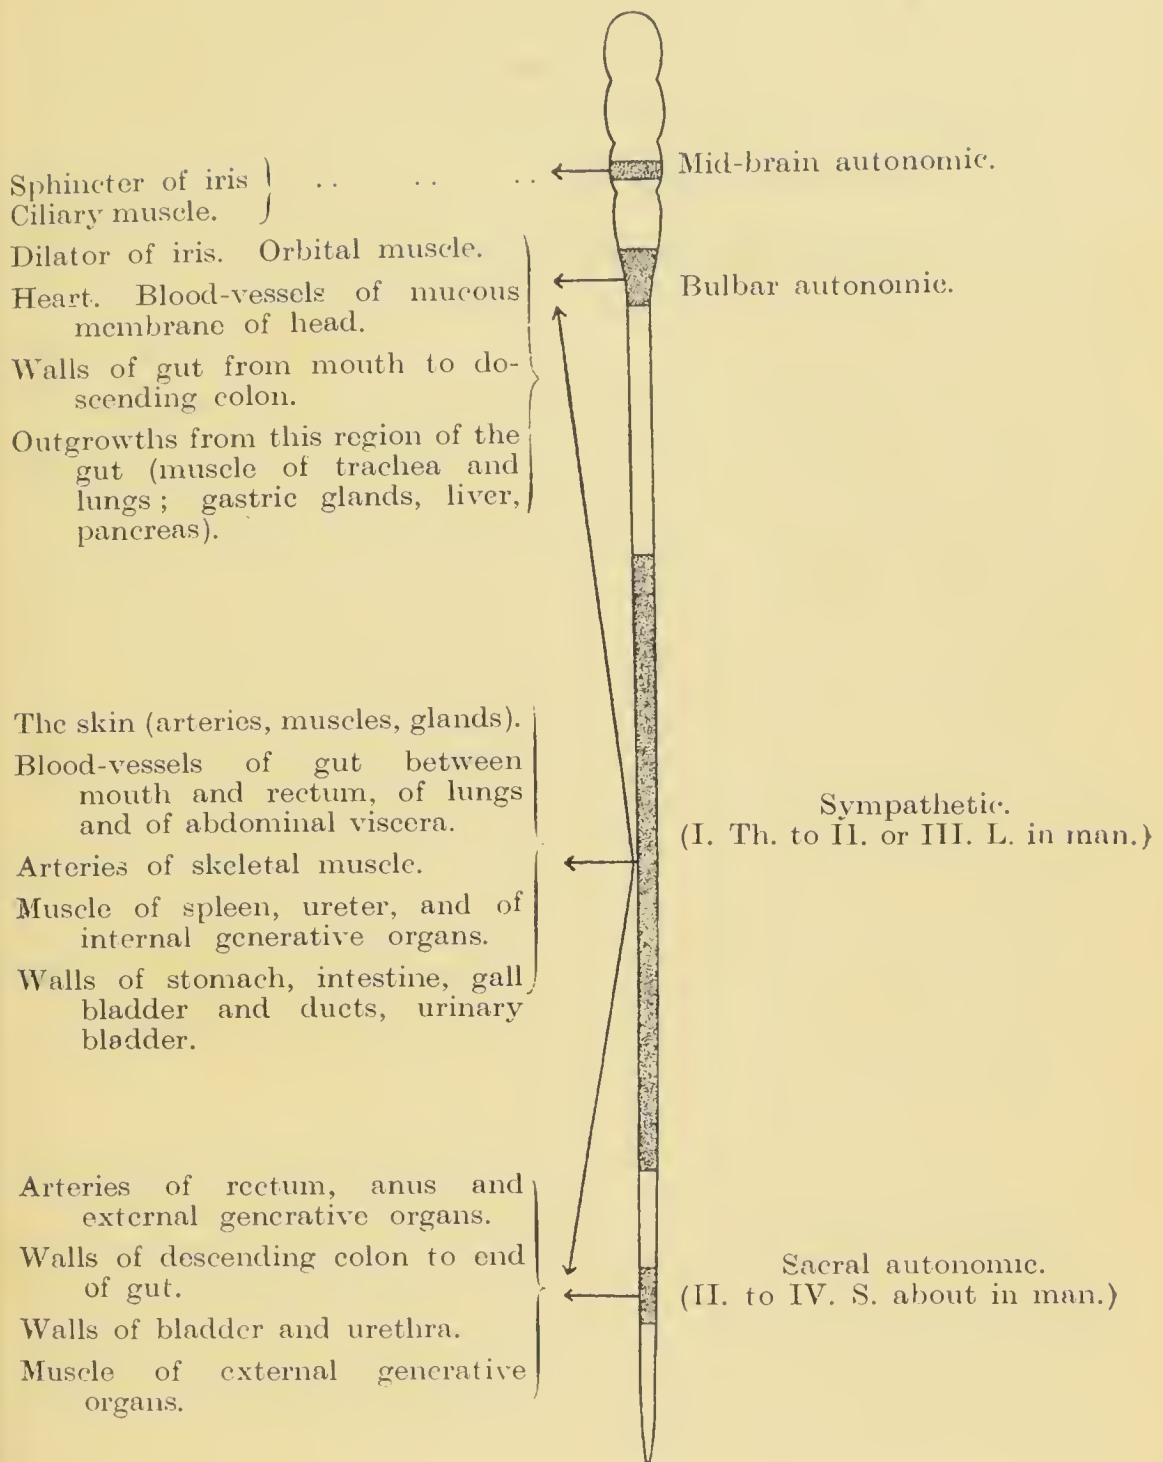 Sphincter of iris
Ciliary muscle.
Mid-brain autonomic.
Dilator of iris. Orbital muscle.
Heart. Blood-vessels of mucous
membrane of head.
Walls of gut from mouth to de-
scending colon.
Outgrowths from this region of the
gut (muscle of trachea and
lungs; gastric glands, liver,
pancreas).
Bulbar autonomic.
The skin (arteries, muscles, glands).
Blood-vessels of gut between
mouth and rectum, of lungs
and of abdominal viscera.
Arteries of skeletal muscle.
Muscle of spleen, ureter, and of
internal generative organs.
Walls of stomach, intestine, gall
bladder and ducts, urinary
bladder.
Sympathetic.
(I. Th. to II. or III. L. in man.)
Arteries of rectum, anus and
external generative organs.
Walls of descending colon to end
of gut.
Walls of bladder and urethra.
Muscle of external generative
organs.
Sacral autonomic.
(II. to IV. S. about in man.)